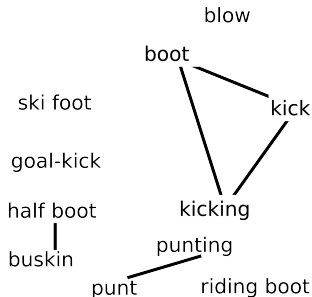 blow
boot
ski foot
kick
goal-kick
half boot
kicking
punting
buskin
punt
riding boot